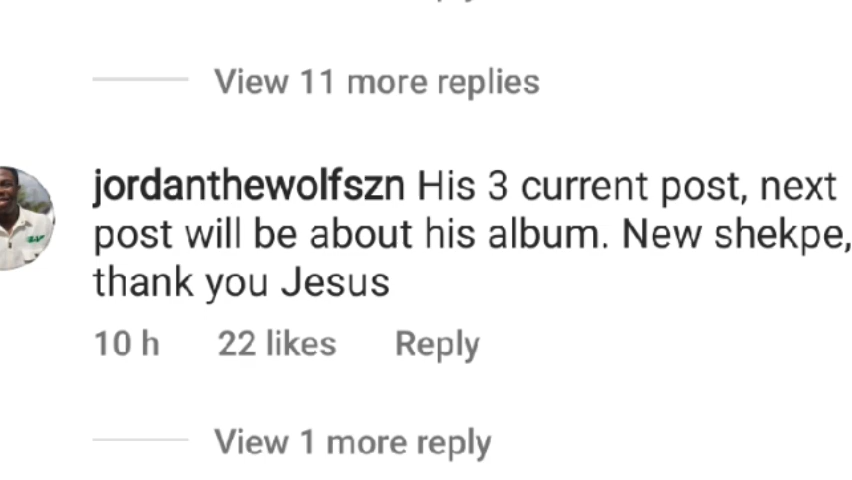 View 11 more replies
jordanthewolfszn His 3 current post, next
post will be about his album. New shekpe,
thank you Jesus
10 h 22 likes Reply
View 1 more reply